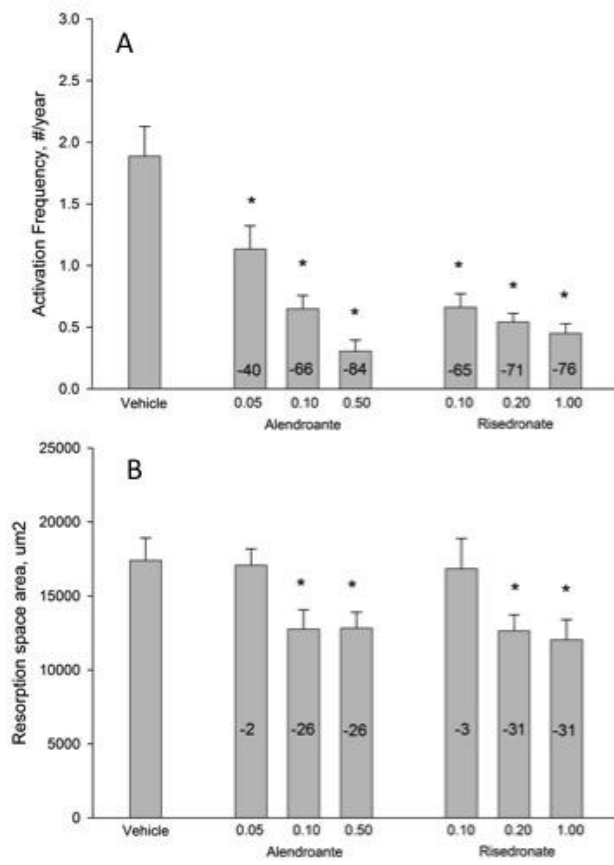 A
3.0
2.5
2.0
1.5
1.0
0.5
0.0
Activation Frequency, #/year
*
*
*
*
*
*
-40 -66 -84 -65 -71 -76
Vehicle 0.05 0.10 0.50 0.10 0.20 1.00
Alendroante Risedronate
B
25000
20000
15000
10000
5000
0
Resorption space area, um2
* * * *
-2 -26 -26 -3 -31 -31
Vehicle 0.05 0.10 0.50 0.10 0.20 1.00
Alendroante Risedronate